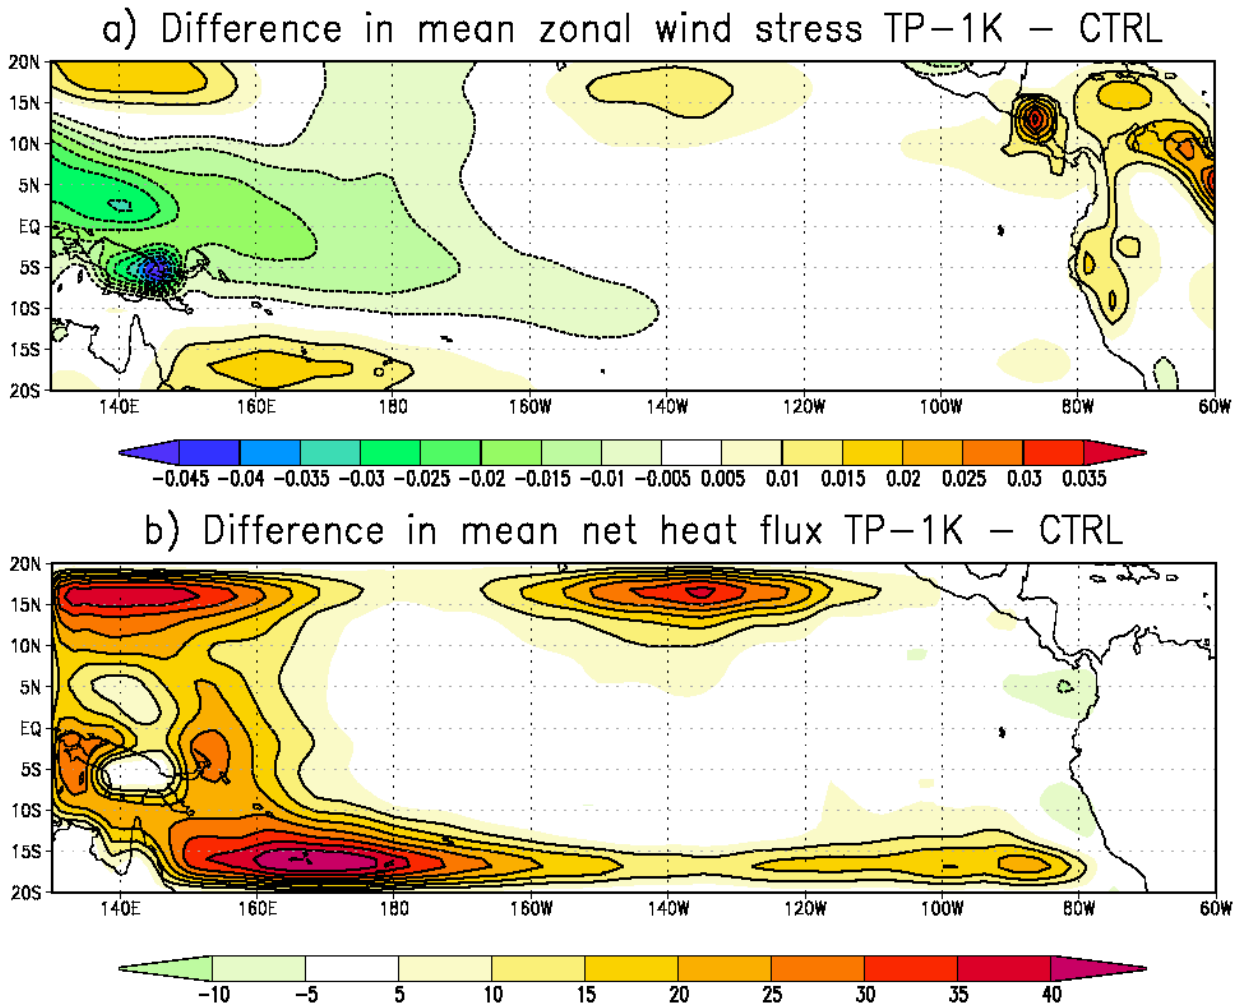 a) Difference in mean zonal wind stress TP-1K - CTRL
20N
15N
10N
5N
EQ
5S
10S
15S
20S
140E 160E 180 160W 140W 120W 100W 80W 60W
-0.045 -0.04 -0.035 -0.03 -0.025 -0.02 -0.015 -0.01 -0.005 0.005 0.01 0.015 0.02 0.025 0.03 0.035
b) Difference in mean net heat flux TP-1K - CTRL
20N
15N
10N
5N
EQ
5S
10S
15S
20S
140E 160E 180 160W 140W 120W 100W 80W 60W
-10 -5 5 10 15 20 25 30 35 40